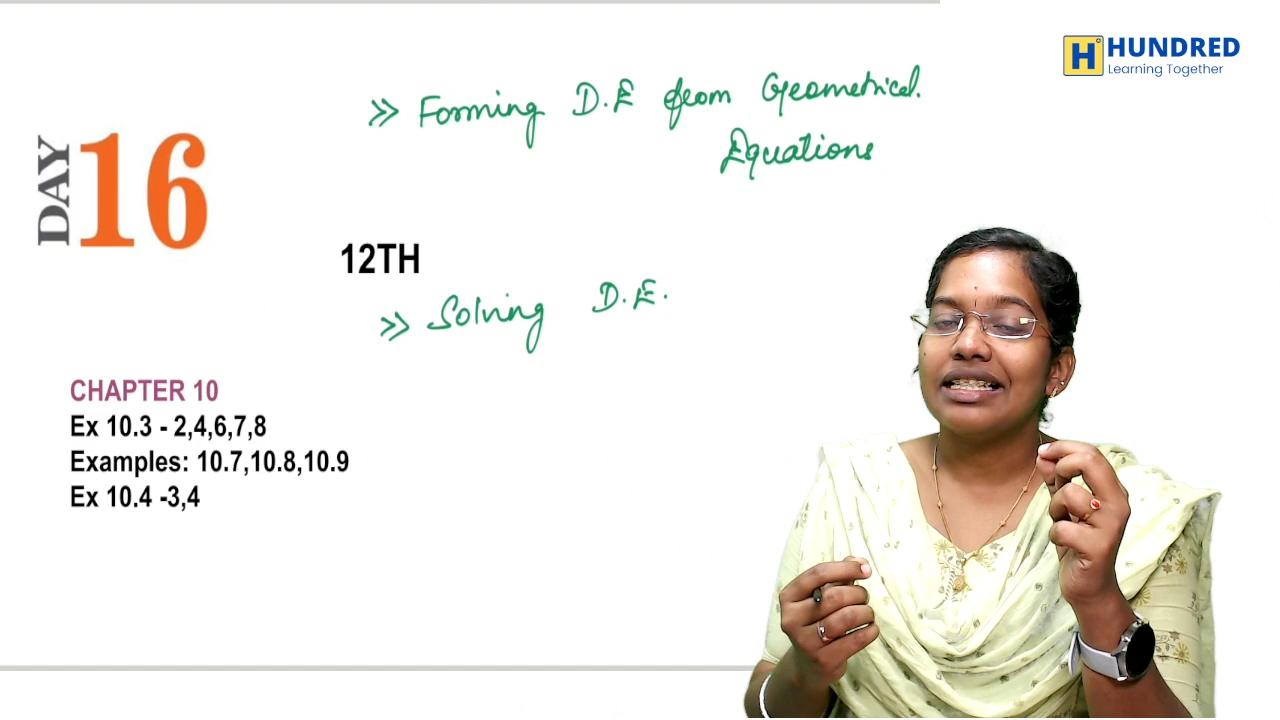 HUNDRED
Learning Together
>> Forming D.E from Geometrical.
Equations
DAY 16
12TH
>> Solving D.E.
CHAPTER 10
Ex 10.3 - 2,4,6,7,8
Examples: 10.7,10.8,10.9
Ex 10.4 -3,4